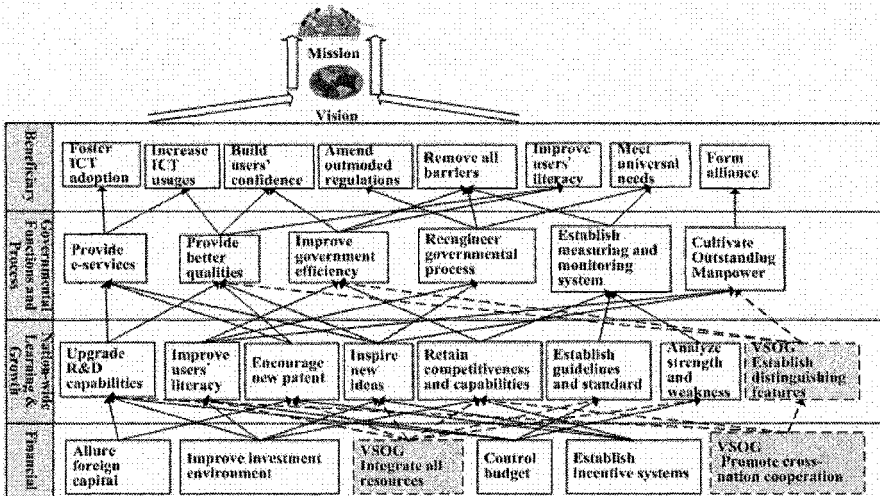 Mission
Vision
Beneficiary
Foster
ICT
adoption
Increase
ICT
usages
Build
users'
confidence
Amend
outmoded
regulations
Remove all
barriers
Improve
users'
literacy
Meet
universal
needs
Form
alliance
Governmental
Functions and
Process
Provide
e-services
Provide
better
qualities
Improve
government
efficiency
Reengineer
governmental
process
Establish
measuring and
monitoring
system
Cultivate
Outstanding
Manpower
Nation-wide
Learning &
Growth
Upgrade
R&D
capabilities
Improve
users'
literacy
Encourage
new patent
Inspire
new
ideas
Retain
competitiveness
and capabilities
Establish
guidelines
and standard
Analyze
strength
and
weakness
VSOG
Establish
distinguishing
features
Financial
Allure
foreign
capital
Improve investment
environment
VSOG
Integrate all
resources
Control
budget
Establish
Incentive systems
VSOG
Promote cross-
nation cooperation